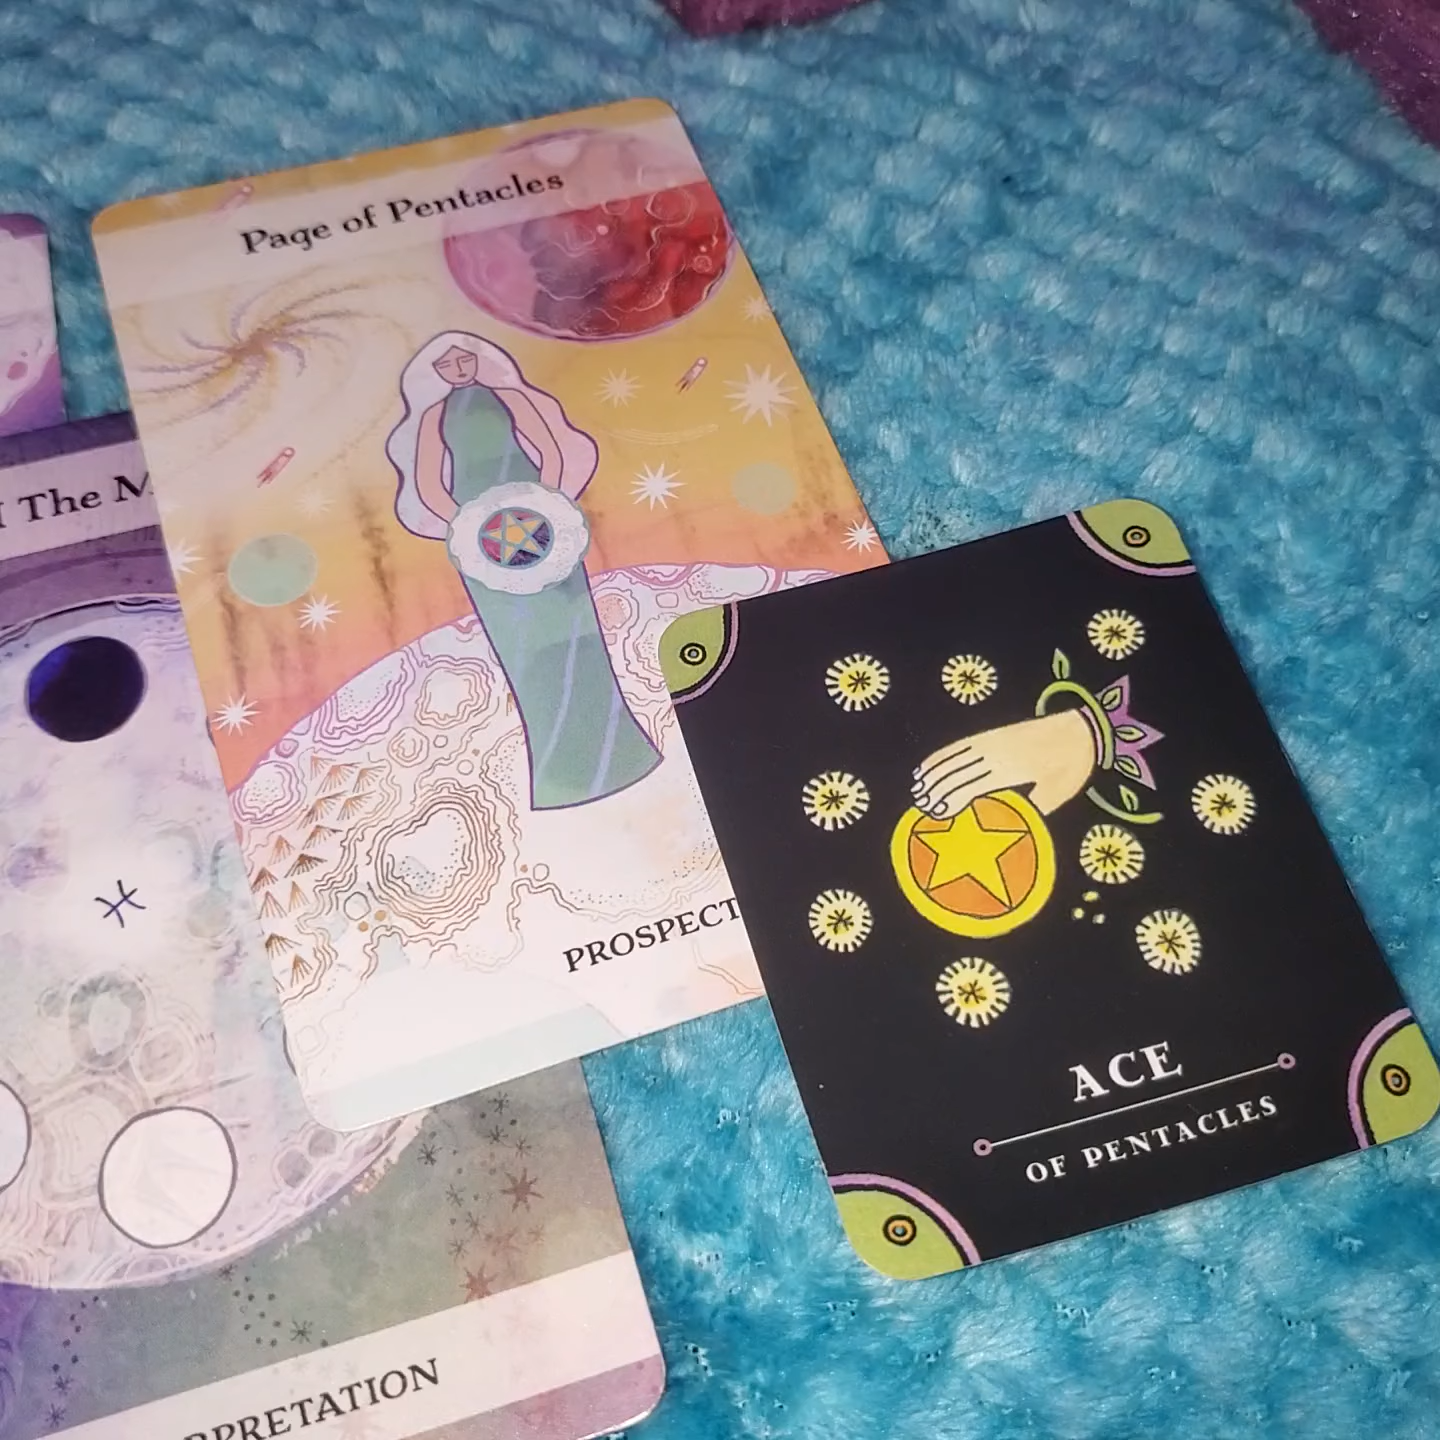 Page of Pentacles
I The M
PROSPECT
ACE
OF PENTACLES
RPRETATION